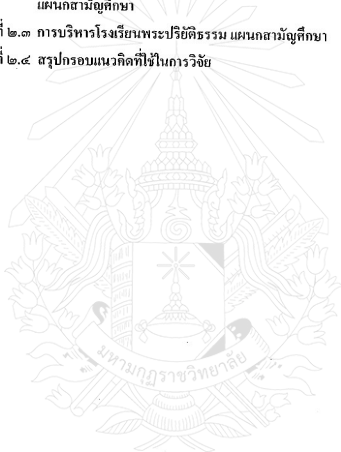 แผนกสามัญศึกษา
ที่ ๒.๓ การบริหารโรงเรียนพระปริยัติธรรม แผนกสามัญศึกษา
ที่ ๒.๔ สรุปกรอบแนวคิดที่ใช้ในการวิจัย
มหามกุฏราชวิทยาลัย